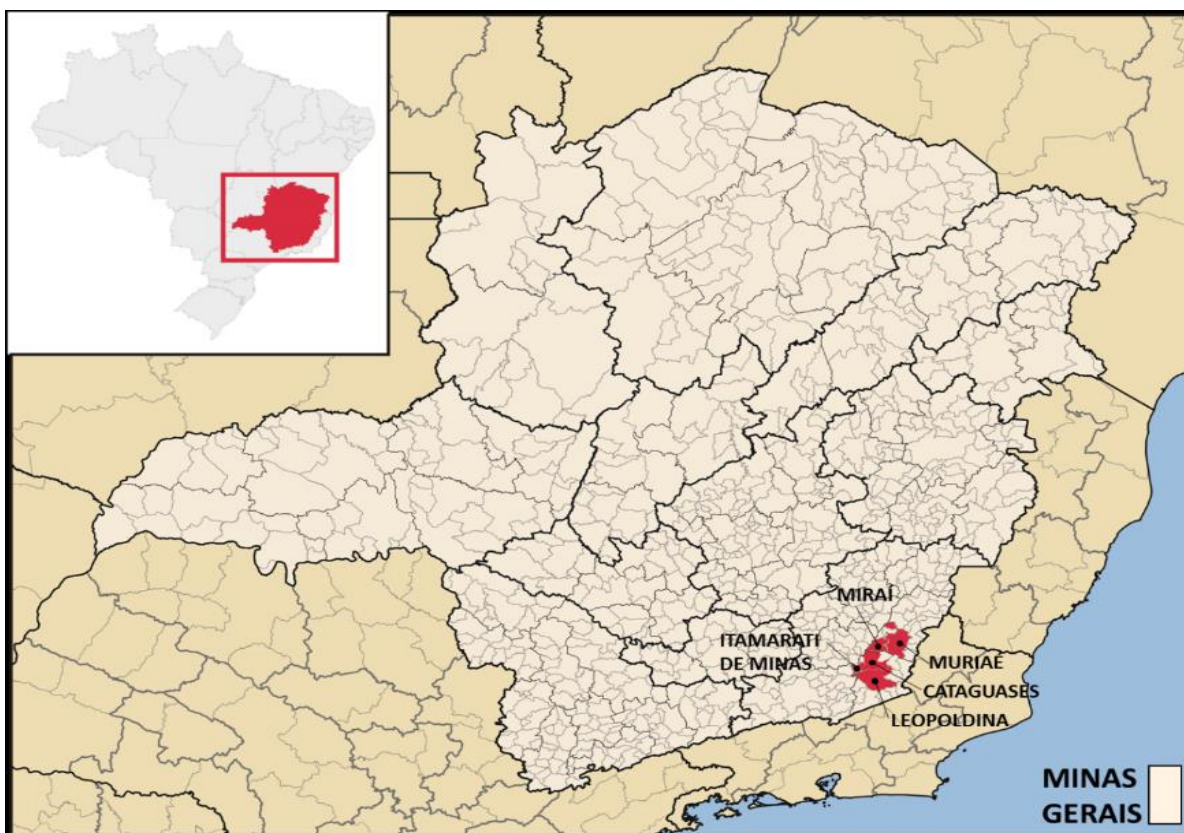 MIRAÍ
ITAMARATI
DE MINAS
MURIAÉ
CATAGUASES
LEOPOLDINA
MINAS
GERAIS